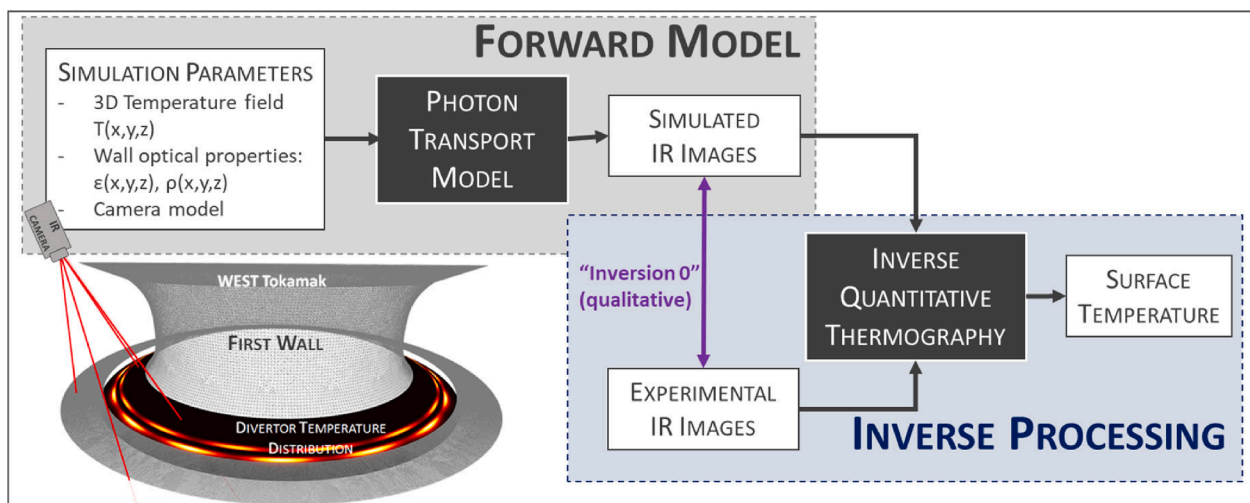 FORWARD MODEL
SIMULATION PARAMETERS
- 3D Temperature field
T(x,y,z)
- Wall optical properties:
ε(x,y,z), ρ(x,y,z)
- Camera model
PHOTON
TRANSPORT
MODEL
SIMULATED
IR IMAGES
IR
CAMERA
WEST Tokamak
FIRST WALL
DIVERTOR TEMPERATURE
DISTRIBUTION
“Inversion 0”
(qualitative)
EXPERIMENTAL
IR IMAGES
INVERSE
QUANTITATIVE
THERMOGRAPHY
SURFACE
TEMPERATURE
INVERSE PROCESSING